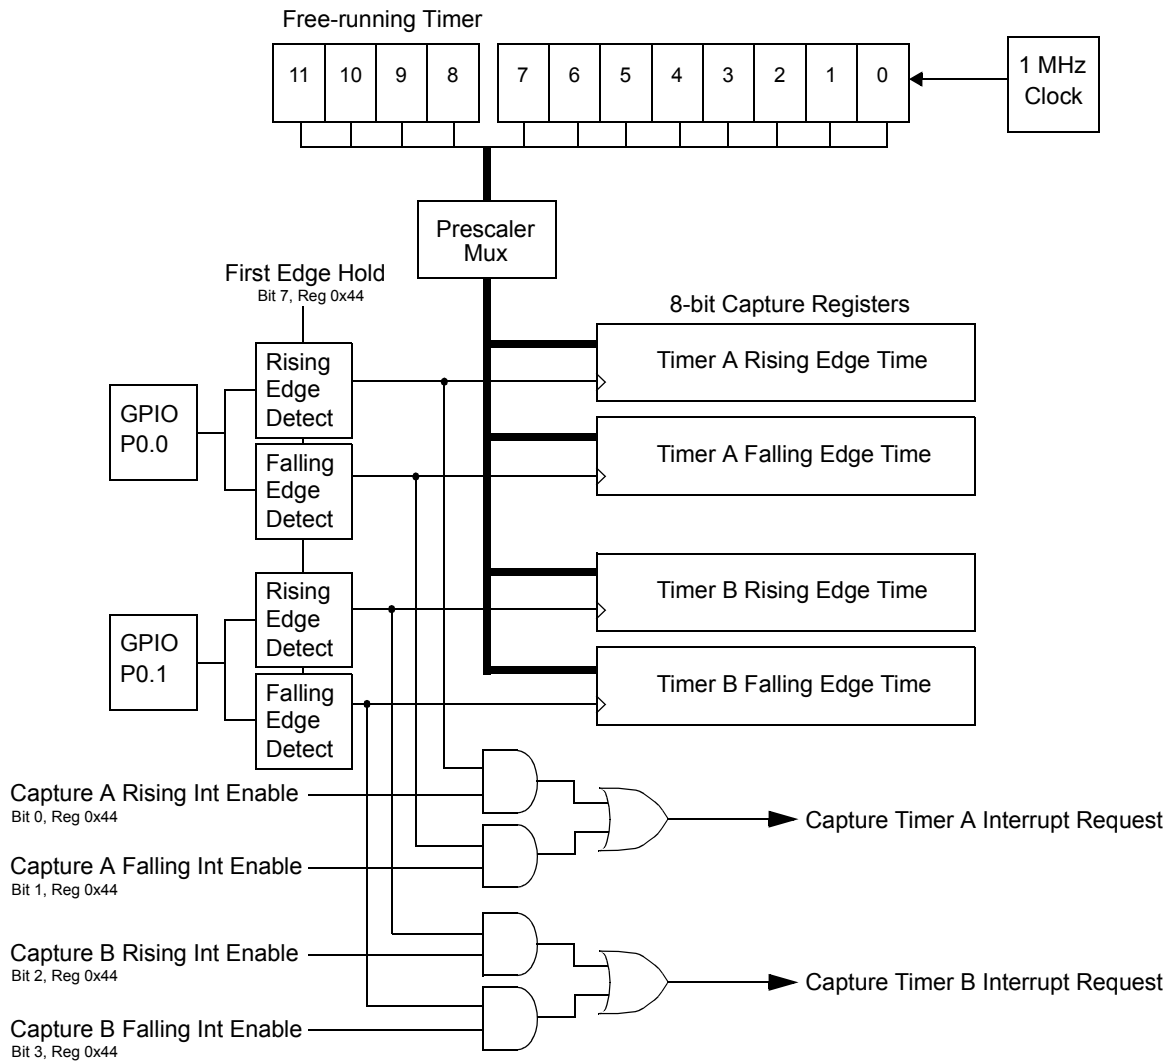 Free-running Timer
11 10 9 8 7 6 5 4 3 2 1 0
1 MHz
Clock
Prescaler
Mux
First Edge Hold
Bit 7, Reg 0x44
8-bit Capture Registers
Rising
Edge
Detect
Timer A Rising Edge Time
GPIO
P0.0
Falling
Edge
Detect
Timer A Falling Edge Time
Rising
Edge
Detect
Timer B Rising Edge Time
GPIO
P0.1
Falling
Edge
Detect
Timer B Falling Edge Time
Capture A Rising Int Enable
Bit 0, Reg 0x44
Capture Timer A Interrupt Request
Capture A Falling Int Enable
Bit 1, Reg 0x44
Capture B Rising Int Enable
Bit 2, Reg 0x44
Capture Timer B Interrupt Request
Capture B Falling Int Enable
Bit 3, Reg 0x44